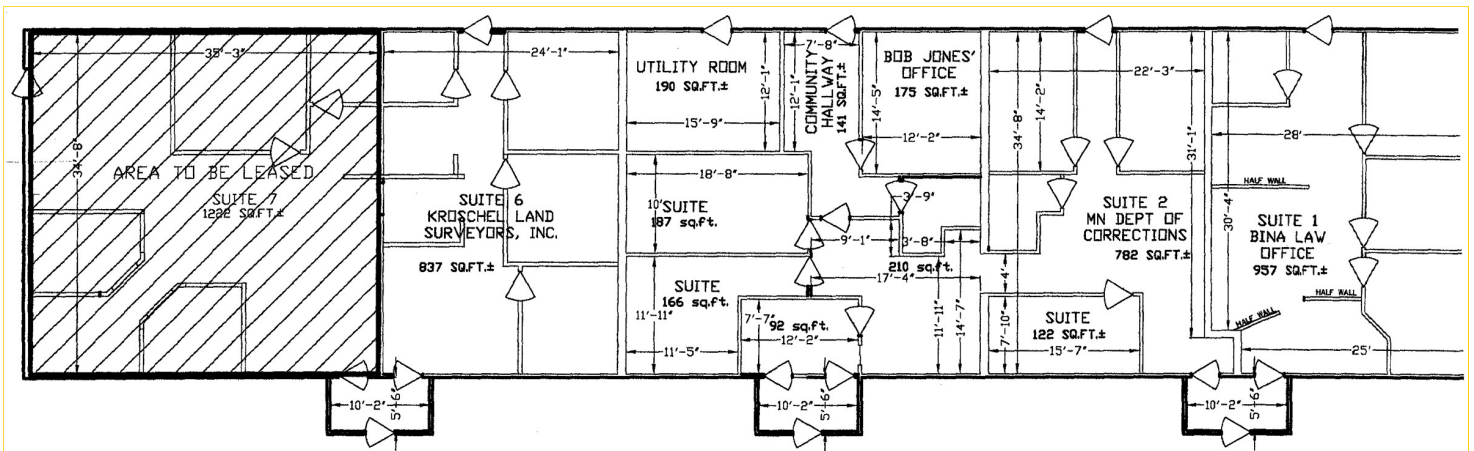 35'-3"
34'-8"
AREA TO BE LEASED
SUITE 7
1222 SQ.FT.±
24'-1"
SUITE 6
KROSCHEL LAND
SURVEYORS, INC.
837 SQ.FT.±
UTILITY ROOM
190 SQ.FT.±
15'-9"
12'-1"
7'-8"
12'-1"
COMMUNITY
HALLWAY
141 SQ.FT.±
BOB JONES'
OFFICE
175 SQ.FT.±
14'-5"
12'-2"
18'-8"
10'
SUITE
187 sq.ft.
3'-9"
9'-1"
3'-8"
210 sq.ft.
17'-4"
SUITE
166 sq.ft.
11'-11"
11'-5"
7'-7"
92 sq.ft.
12'-2"
11'-11"
14'-7"
22'-3"
34'-8"
14'-2"
31'-1"
SUITE 2
MN DEPT OF
CORRECTIONS
782 SQ.FT.±
4'
7'-10"
SUITE
122 SQ.FT.±
15'-7"
28'
HALF WALL
30'-4"
SUITE 1
BINA LAW
OFFICE
957 SQ.FT.±
HALF WALL
HALF WALL
25'
10'-2"
5'-6"
10'-2"
5'-6"
10'-2"
5'-6"